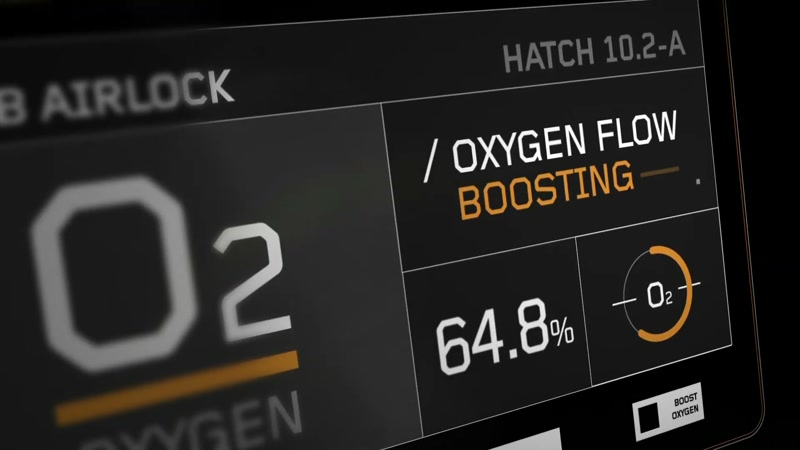 B AIRLOCK
HATCH 10.2-A
/ OXYGEN FLOW
BOOSTING
O2
OXYGEN
64.8%
O2
BOOST
OXYGEN